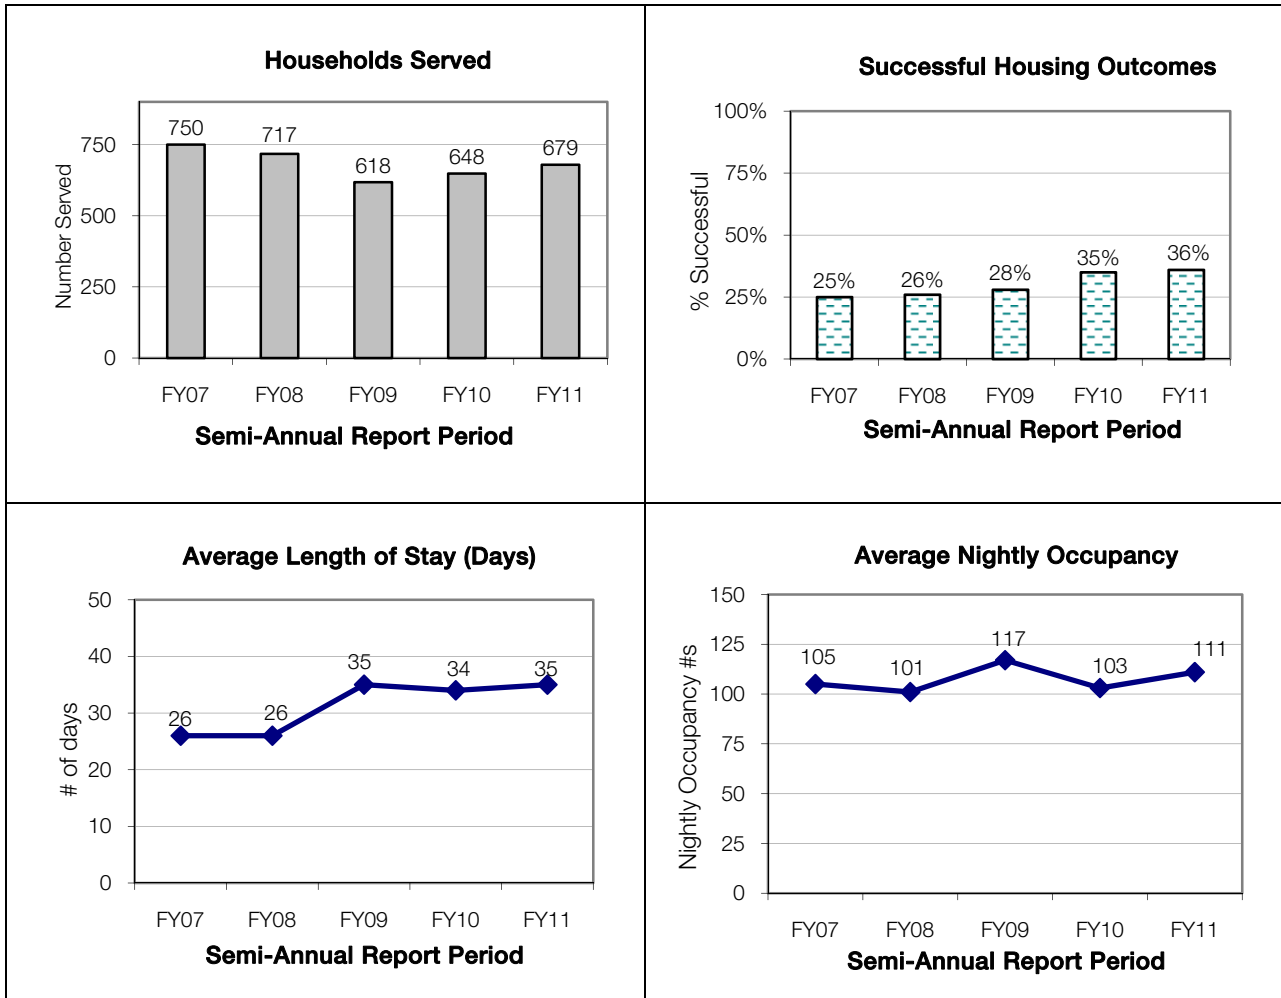 Households Served
Number Served
750
500
250
0
750
717
618
648
679
FY07 FY08 FY09 FY10 FY11
Semi-Annual Report Period
Successful Housing Outcomes
% Successful
100%
75%
50%
25%
0%
25%
26%
28%
35%
36%
FY07 FY08 FY09 FY10 FY11
Semi-Annual Report Period
Average Length of Stay (Days)
# of days
50
40
30
20
10
0
26
26
35
34
35
FY07 FY08 FY09 FY10 FY11
Semi-Annual Report Period
Average Nightly Occupancy
Nightly Occupancy #s
150
125
100
75
50
25
0
105
101
117
103
111
FY07 FY08 FY09 FY10 FY11
Semi-Annual Report Period